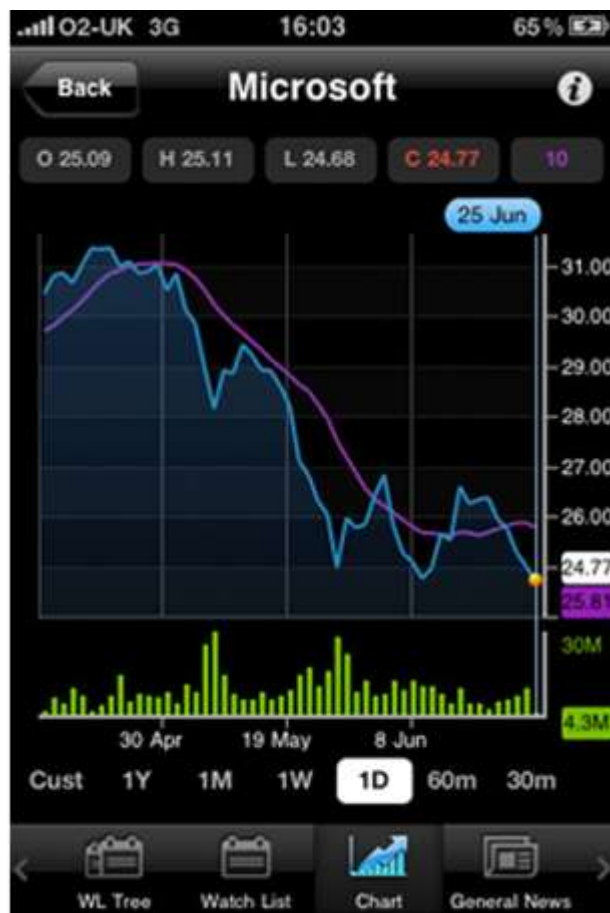 O2-UK 3G 16:03 65%
Back Microsoft i
O 25.09 H 25.11 L 24.68 C 24.77 10
25 Jun
31.00
30.00
29.00
28.00
27.00
26.00
24.77
25.81
30M
4.3M
30 Apr 19 May 8 Jun
Cust 1Y 1M 1W 1D 60m 30m
WL Tree Watch List Chart General News